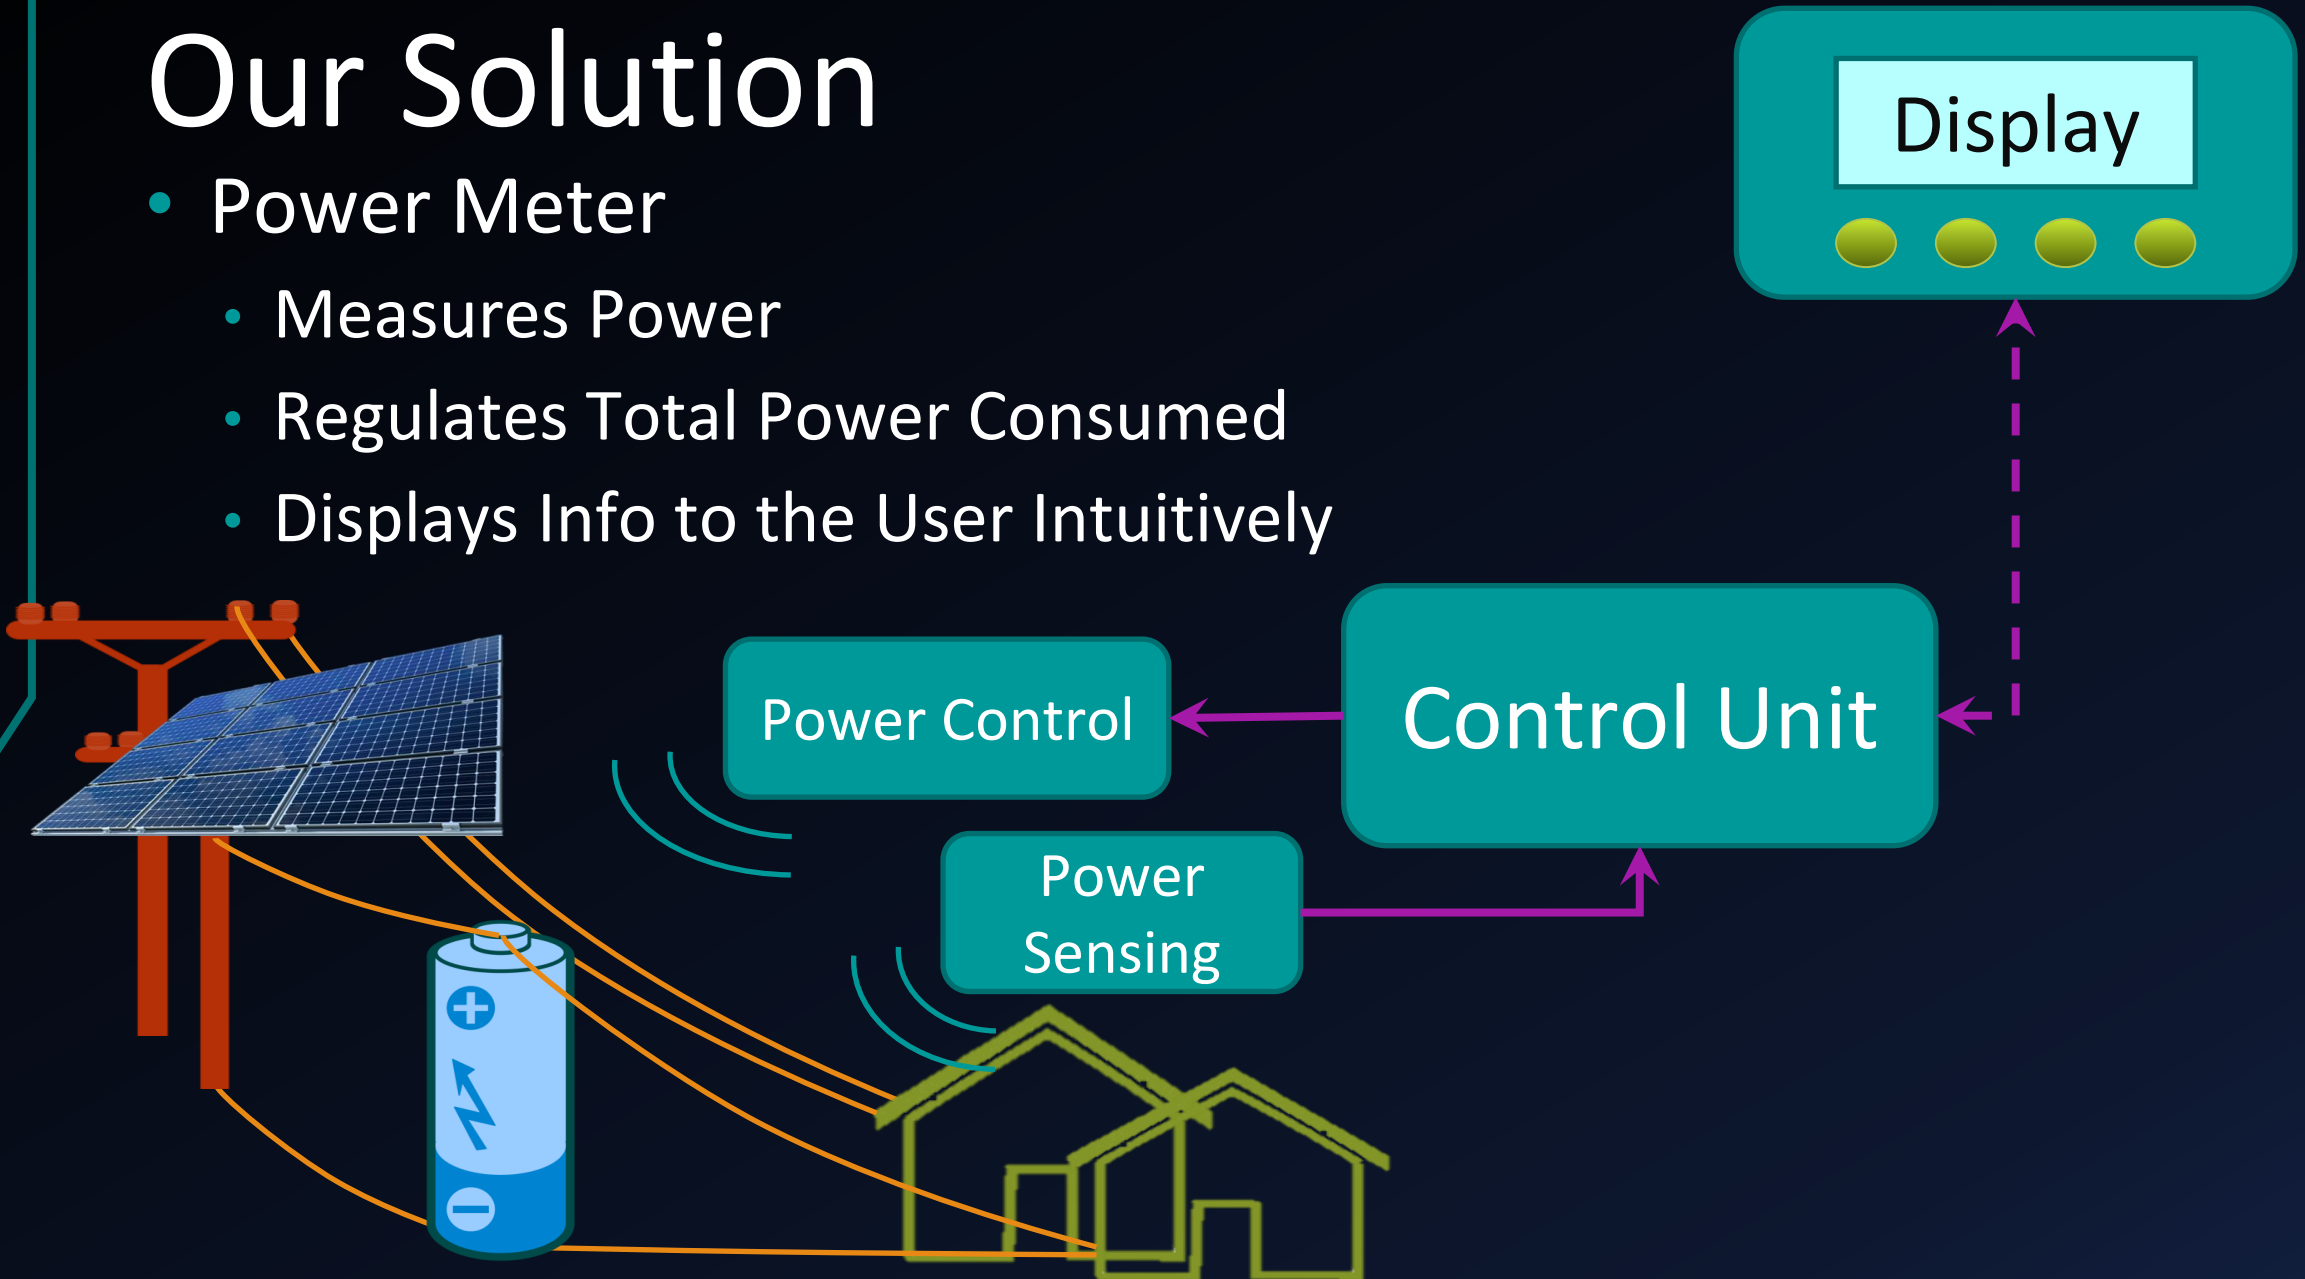 Our Solution
• Power Meter
• Measures Power
• Regulates Total Power Consumed
• Displays Info to the User Intuitively
Display
Power Control
Control Unit
Power
Sensing